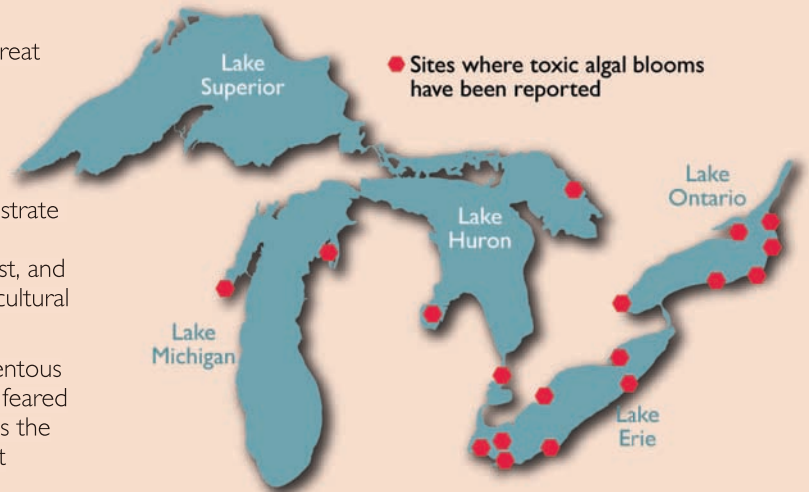 reat
strate
st, and
cultural
entous
feared
s the
t
Lake
Superior
Sites where toxic algal blooms
have been reported
Lake
Huron
Lake
Ontario
Lake
Michigan
Lake
Erie